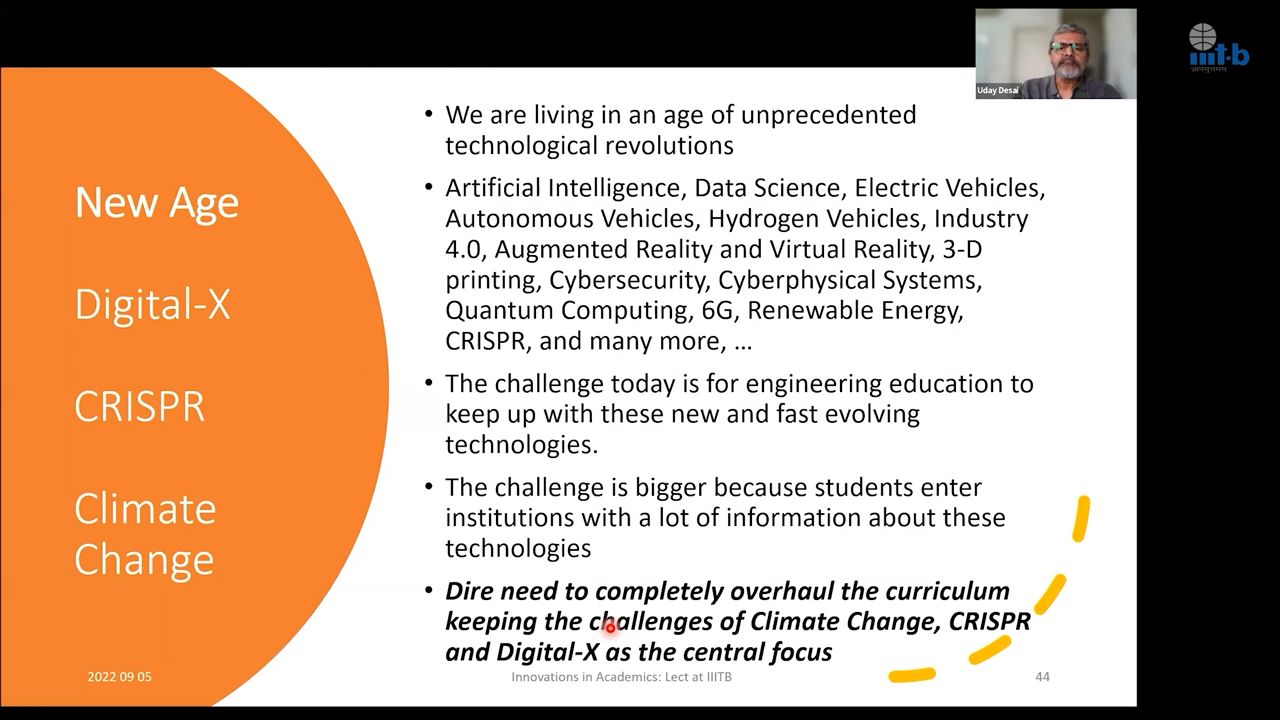 iiit-b
ज्ञानमुत्तमम्
Uday Desai
New Age
Digital-X
CRISPR
Climate
Change
• We are living in an age of unprecedented
technological revolutions
• Artificial Intelligence, Data Science, Electric Vehicles,
Autonomous Vehicles, Hydrogen Vehicles, Industry
4.0, Augmented Reality and Virtual Reality, 3-D
printing, Cybersecurity, Cyberphysical Systems,
Quantum Computing, 6G, Renewable Energy,
CRISPR, and many more, ...
• The challenge today is for engineering education to
keep up with these new and fast evolving
technologies.
• The challenge is bigger because students enter
institutions with a lot of information about these
technologies
• Dire need to completely overhaul the curriculum
keeping the challenges of Climate Change, CRISPR
and Digital-X as the central focus
2022 09 05
Innovations in Academics: Lect at IIITB
44